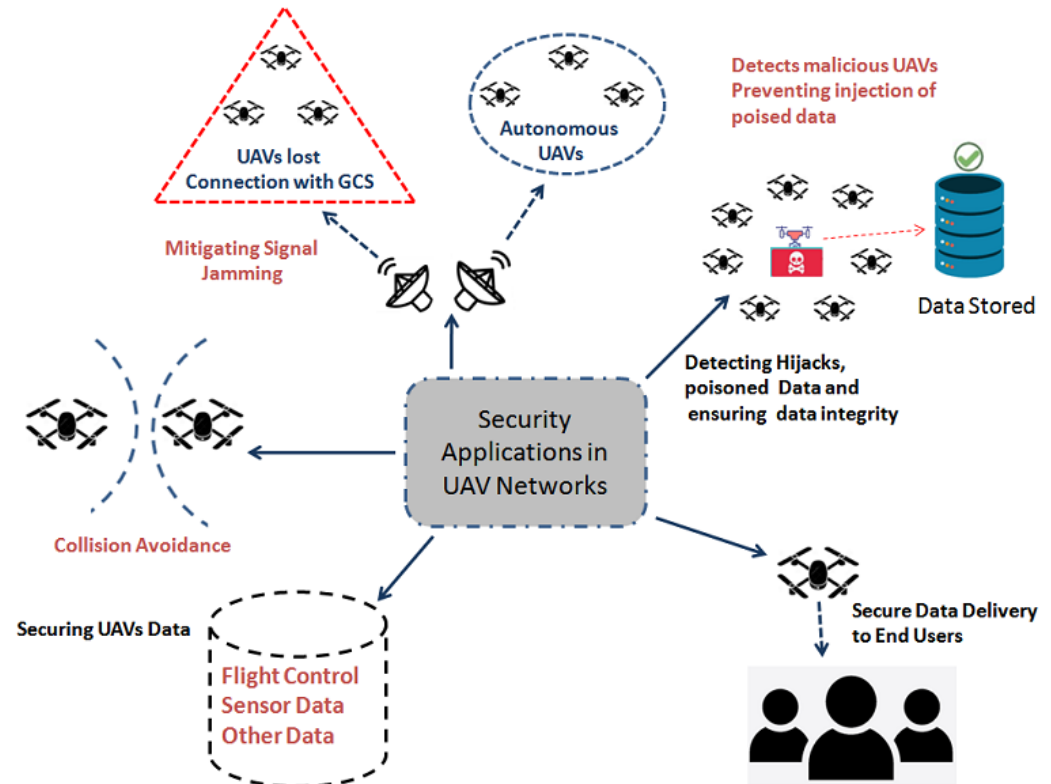 UAVs lost
Connection with GCS
Autonomous
UAVs
Detects malicious UAVs
Preventing injection of
poised data
Mitigating Signal
Jamming
Data Stored
Detecting Hijacks,
poisoned Data and
ensuring data integrity
Security
Applications in
UAV Networks
Collision Avoidance
Securing UAVs Data
Flight Control
Sensor Data
Other Data
Secure Data Delivery
to End Users